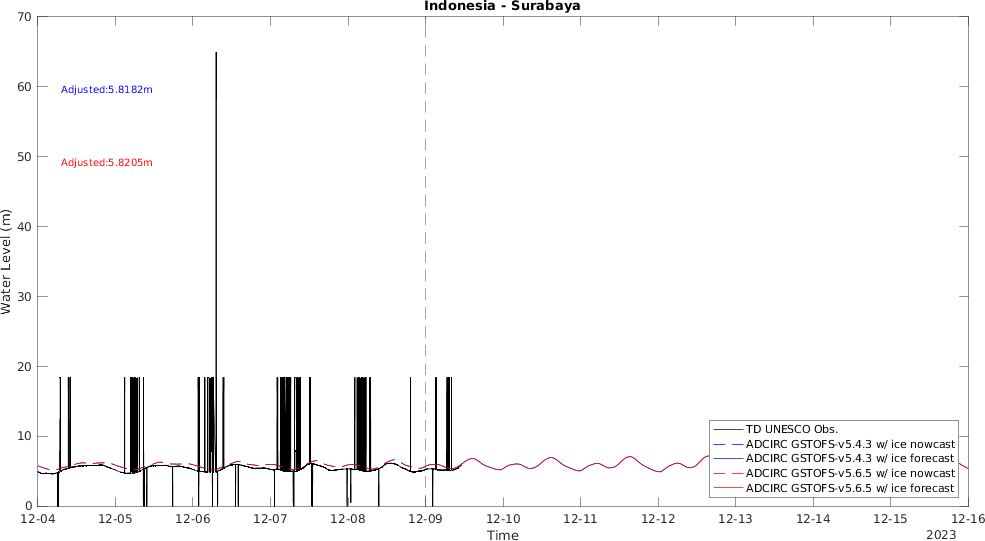 Indonesia - Surabaya
70
60
50
40
30
20
10
0
Water Level (m)
Adjusted:5.8182m
Adjusted:5.8205m
TD UNESCO Obs.
ADCIRC GSTOFS-v5.4.3 w/ ice nowcast
ADCIRC GSTOFS-v5.4.3 w/ ice forecast
ADCIRC GSTOFS-v5.6.5 w/ ice nowcast
ADCIRC GSTOFS-v5.6.5 w/ ice forecast
12-04 12-05 12-06 12-07 12-08 12-09 12-10 12-11 12-12 12-13 12-14 12-15 12-16
Time
2023